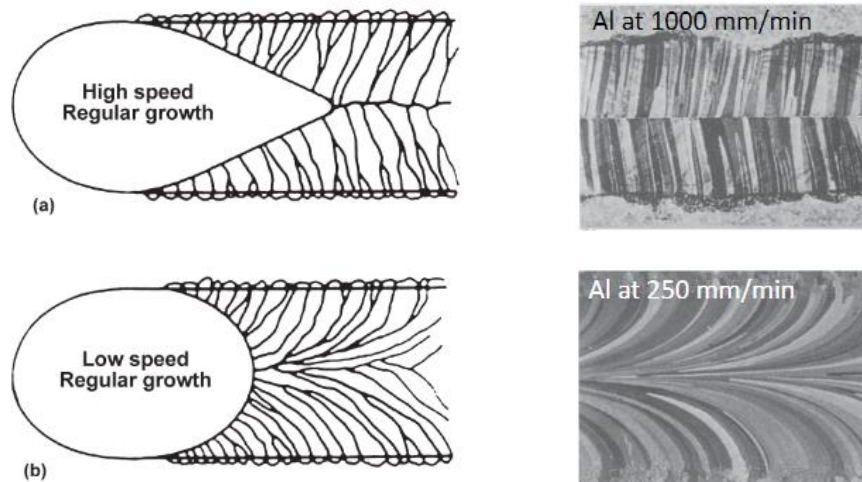 High speed
Regular growth
(a)
Al at 1000 mm/min
Low speed
Regular growth
(b)
Al at 250 mm/min